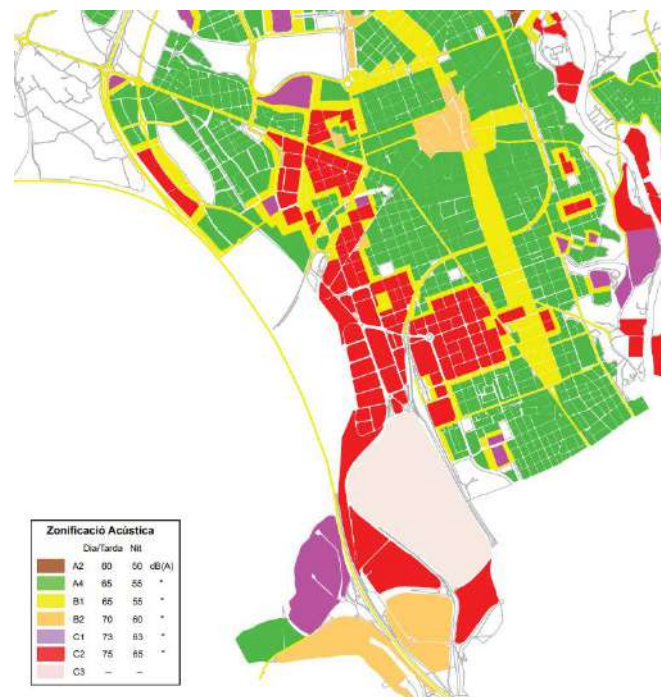 Zonificació Acústica
Dia/Tarda Nit
A2 60 50 dB(A)
A4 65 55 "
B1 65 55 "
B2 70 60 "
C1 73 63 "
C2 75 65 "
C3 – –